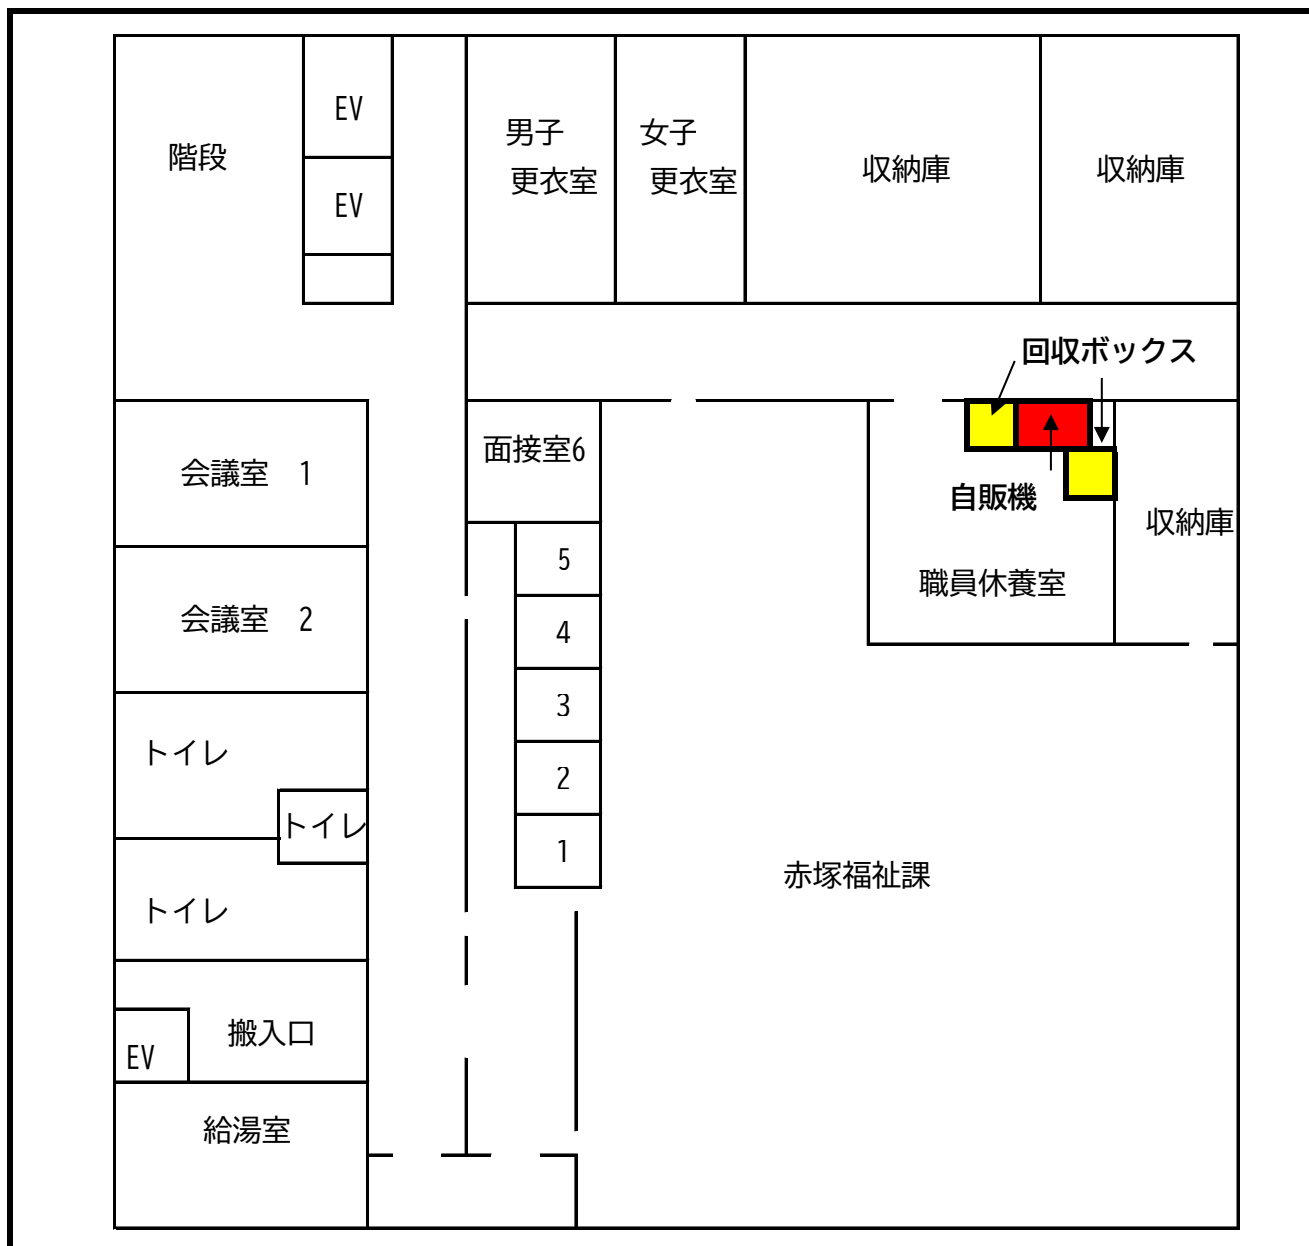 EV
男子
女子
階段
更衣室
更衣室
収納庫
収納庫
EV
回収ボックス
会議室　1
面接室6
自販機
収納庫
5
職員休養室
会議室　2
4
3
トイレ
2
トイレ
1
赤塚福祉課
トイレ
搬入口
EV
給湯室